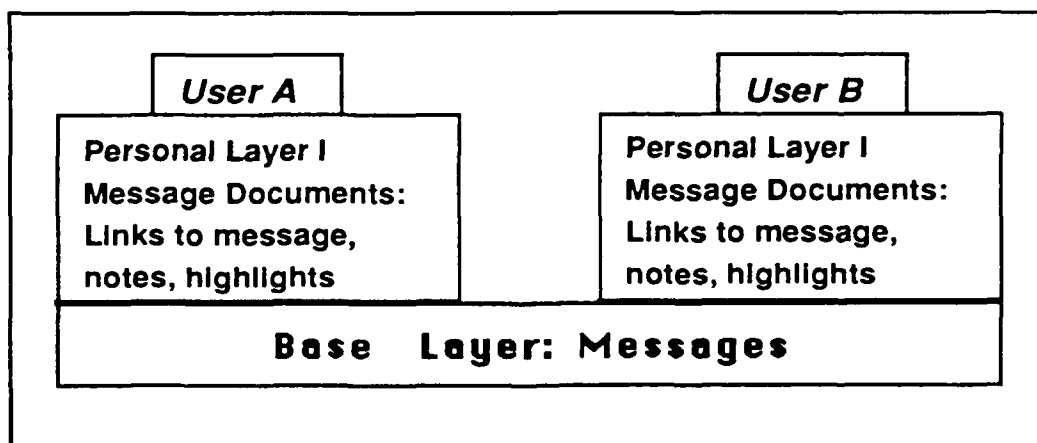 User A
Personal Layer I
Message Documents:
Links to message,
notes, highlights
User B
Personal Layer I
Message Documents:
Links to message,
notes, highlights
Base Layer: Messages